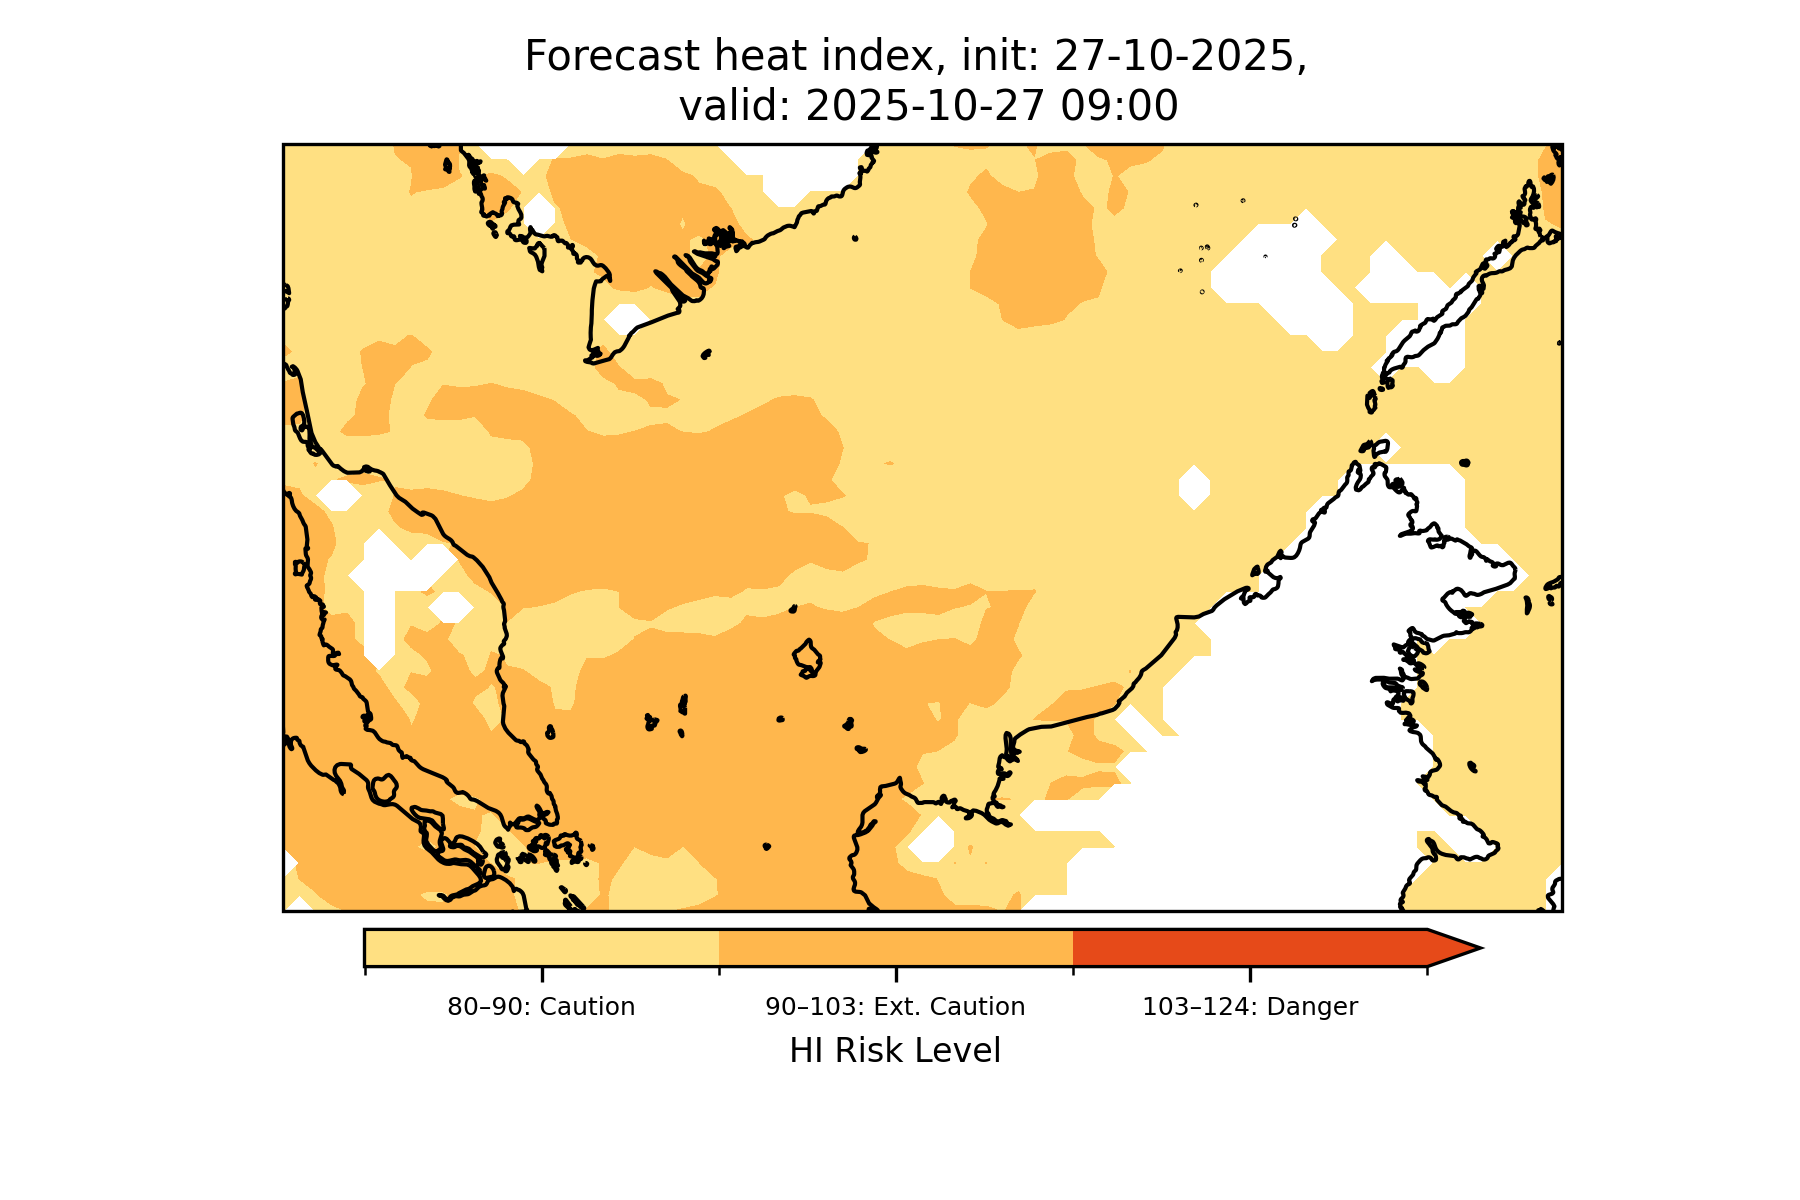 Forecast heat index, init: 27-10-2025,
valid: 2025-10-27 09:00
80–90: Caution
90–103: Ext. Caution
103–124: Danger
HI Risk Level